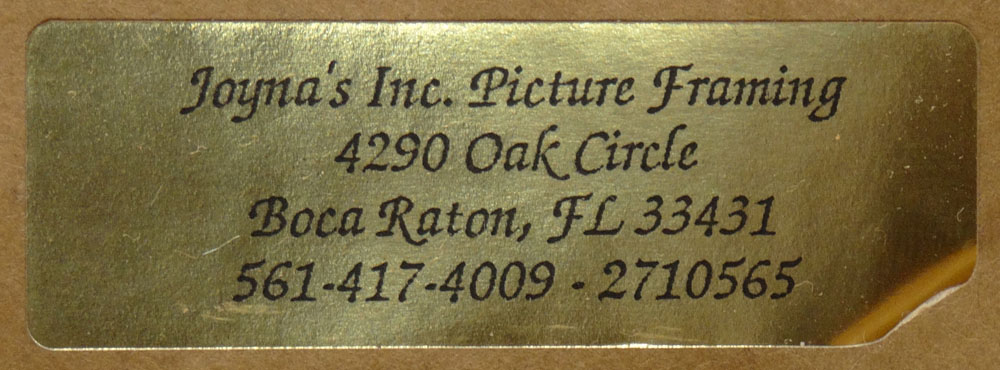 Joyna's Inc. Picture Framing
4290 Oak Circle
Boca Raton, FL 33431
561-417-4009 - 2710565